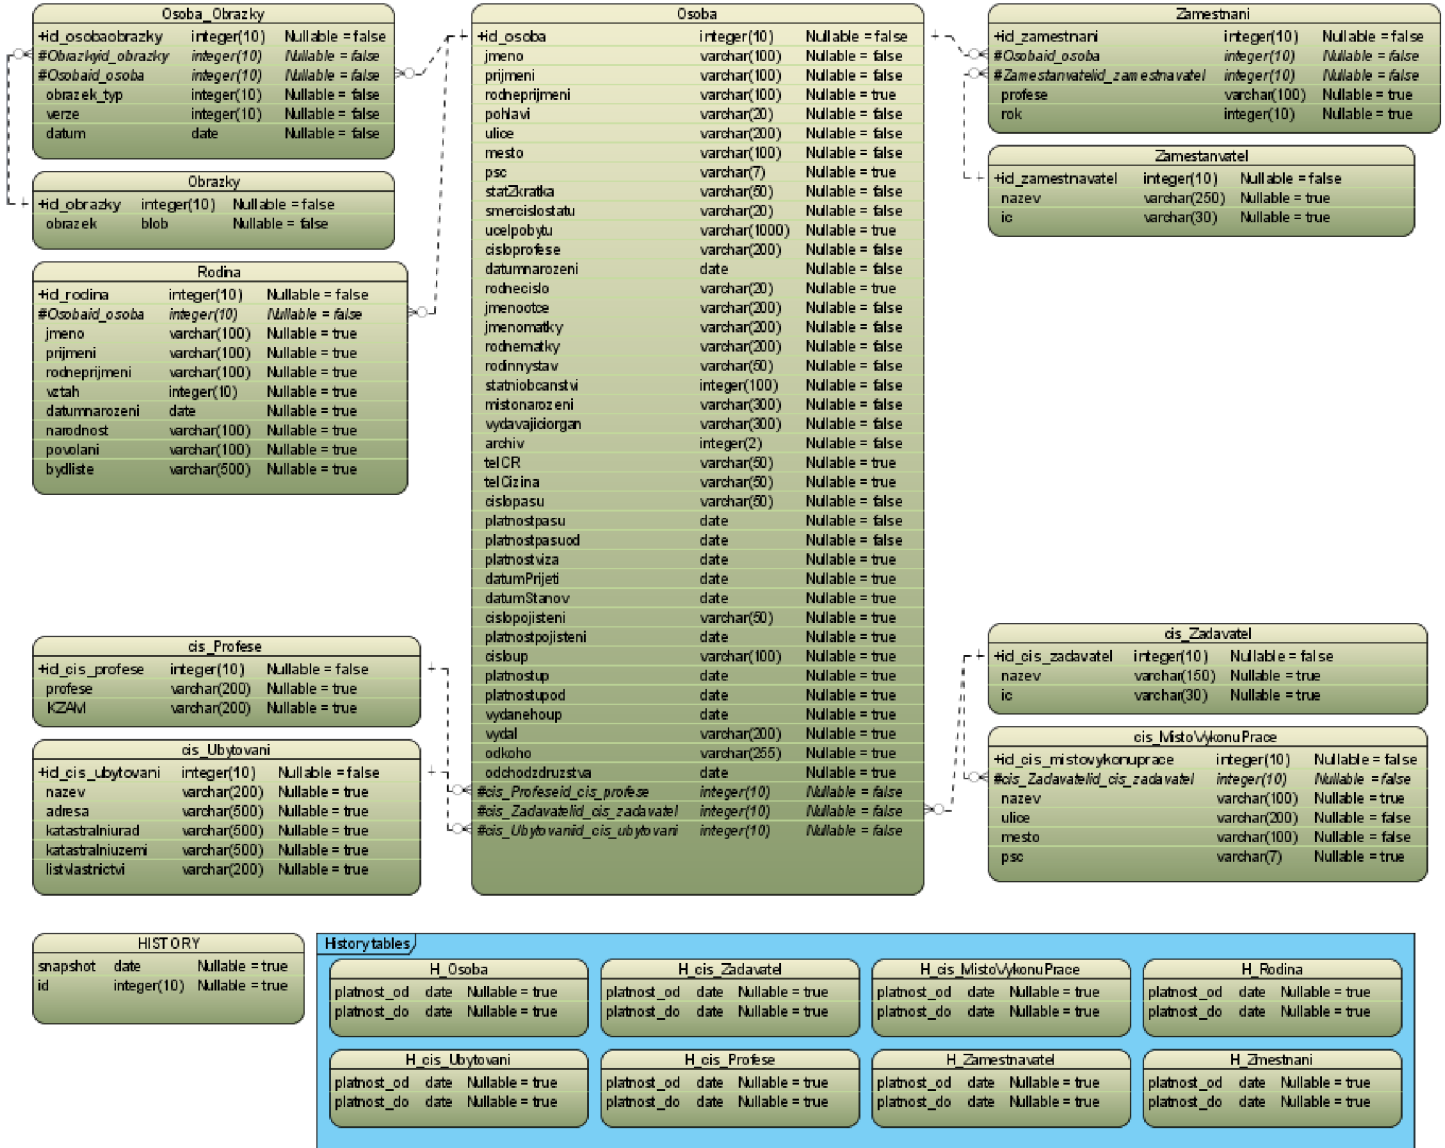 Osoba_Obrazky
+id_osobaobrazky integer(10) Nullable = false
#Obrazkyid_obrazky integer(10) Nullable = false
#Osobaid_osoba integer(10) Nullable = false
obrazek_typ integer(10) Nullable = false
verze integer(10) Nullable = false
datum date Nullable = false
Obrazky
+id_obrazky integer(10) Nullable = false
obrazek blob Nullable = false
Rodina
+id_rodina integer(10) Nullable = false
#Osobaid_osoba integer(10) Nullable = false
jmeno varchar(100) Nullable = true
prijmeni varchar(100) Nullable = true
rodneprijmeni varchar(100) Nullable = true
vztah integer(10) Nullable = true
datumnarozeni date Nullable = true
narodnost varchar(100) Nullable = true
povolani varchar(100) Nullable = true
bydliste varchar(500) Nullable = true
cis_Profese
+id_cis_profese integer(10) Nullable = false
profese varchar(200) Nullable = true
KZAM varchar(200) Nullable = true
cis_Ubytovani
+id_cis_ubytovani integer(10) Nullable = false
nazev varchar(200) Nullable = true
adresa varchar(500) Nullable = true
katastralniurad varchar(500) Nullable = true
katastralniuzemi varchar(500) Nullable = true
listvlastnictvi varchar(200) Nullable = true
Osoba
+id_osoba integer(10) Nullable = false
jmeno varchar(100) Nullable = false
prijmeni varchar(100) Nullable = false
rodneprijmeni varchar(100) Nullable = true
pohlavi varchar(20) Nullable = false
ulice varchar(200) Nullable = false
mesto varchar(100) Nullable = false
psc varchar(7) Nullable = true
statZkratka varchar(50) Nullable = false
smercislostatu varchar(20) Nullable = false
ucelpobytu varchar(1000) Nullable = true
cisloprofese varchar(200) Nullable = false
datumnarozeni date Nullable = false
rodnecislo varchar(20) Nullable = true
jmenootce varchar(200) Nullable = false
jmenomatky varchar(200) Nullable = false
rodnematky varchar(200) Nullable = false
rodinnystav varchar(50) Nullable = false
statniobcanstvi integer(100) Nullable = false
mistonarozeni varchar(300) Nullable = false
vydavajiciorgan varchar(300) Nullable = false
archiv integer(2) Nullable = false
telCR varchar(50) Nullable = true
telCizina varchar(50) Nullable = true
cislopasu varchar(50) Nullable = false
platnostpasu date Nullable = false
platnostpasuod date Nullable = false
platnostviza date Nullable = true
datumPrijeti date Nullable = true
datumStanov date Nullable = true
cislopojisteni varchar(50) Nullable = true
platnostpojisteni date Nullable = true
cisloup varchar(100) Nullable = true
platnostup date Nullable = true
platnostupod date Nullable = true
vydanehoup date Nullable = true
vydal varchar(200) Nullable = true
odkoho varchar(255) Nullable = true
odchodzdruzstva date Nullable = true
#cis_Profeseid_cis_profese integer(10) Nullable = false
#cis_Zadavatelid_cis_zadavatel integer(10) Nullable = false
#cis_Ubytovanid_cis_ubytovani integer(10) Nullable = false
Zamestnani
+id_zamestnani integer(10) Nullable = false
#Osobaid_osoba integer(10) Nullable = false
#Zamestanvatelid_zamestnavatel integer(10) Nullable = false
profese varchar(100) Nullable = true
rok integer(10) Nullable = true
Zamestanvatel
+id_zamestnavatel integer(10) Nullable = false
nazev varchar(250) Nullable = true
ic varchar(30) Nullable = true
cis_Zadavatel
+id_cis_zadavatel integer(10) Nullable = false
nazev varchar(150) Nullable = true
ic varchar(30) Nullable = true
cis_MistoVykonuPrace
+id_cis_mistovykonuprace integer(10) Nullable = false
#cis_Zadavatelid_cis_zadavatel integer(10) Nullable = false
nazev varchar(100) Nullable = true
ulice varchar(200) Nullable = false
mesto varchar(100) Nullable = false
psc varchar(7) Nullable = true
HISTORY
snapshot date Nullable = true
id integer(10) Nullable = true
History tables
H_Osoba
platnost_od date Nullable = true
platnost_do date Nullable = true
H_cis_Zadavatel
platnost_od date Nullable = true
platnost_do date Nullable = true
H_cis_MistoVykonuPrace
platnost_od date Nullable = true
platnost_do date Nullable = true
H_Rodina
platnost_od date Nullable = true
platnost_do date Nullable = true
H_cis_Ubytovani
platnost_od date Nullable = true
platnost_do date Nullable = true
H_cis_Profese
platnost_od date Nullable = true
platnost_do date Nullable = true
H_Zamestnavatel
platnost_od date Nullable = true
platnost_do date Nullable = true
H_Zmestnani
platnost_od date Nullable = true
platnost_do date Nullable = true